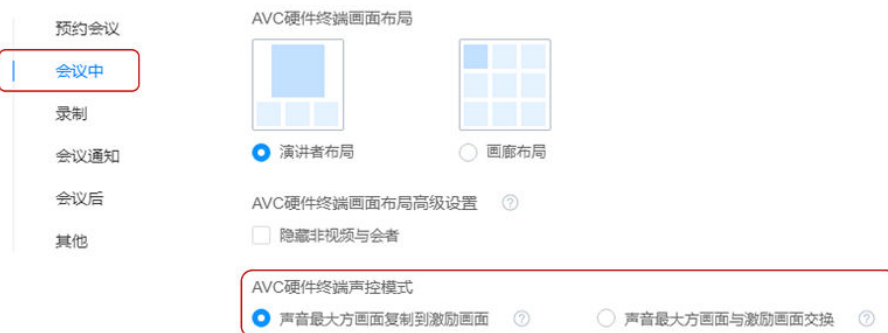 预约会议
会议中
录制
会议通知
会议后
其他
AVC硬件终端画面布局
演讲者布局 画廊布局
AVC硬件终端画面布局高级设置
隐藏非视频与会者
AVC硬件终端声控模式
声音最大方画面复制到激励画面 声音最大方画面与激励画面交换